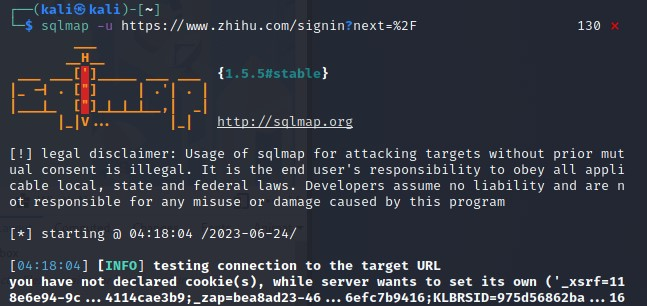 ┌──(kali㉿kali)-[~]
└─$ sqlmap -u https://www.zhihu.com/signin?next=%2F 130 ⨯
{1.5.5#stable}
http://sqlmap.org
[!] legal disclaimer: Usage of sqlmap for attacking targets without prior mut
ual consent is illegal. It is the end user's responsibility to obey all appli
cable local, state and federal laws. Developers assume no liability and are n
ot responsible for any misuse or damage caused by this program
[*] starting @ 04:18:04 /2023-06-24/
[04:18:04] [INFO] testing connection to the target URL
you have not declared cookie(s), while server wants to set its own ('_xsrf=11
8e6e94-9c...4114cae3b9;_zap=bea8ad23-46...6efc7b9416;KLBRSID=975d56862ba...16